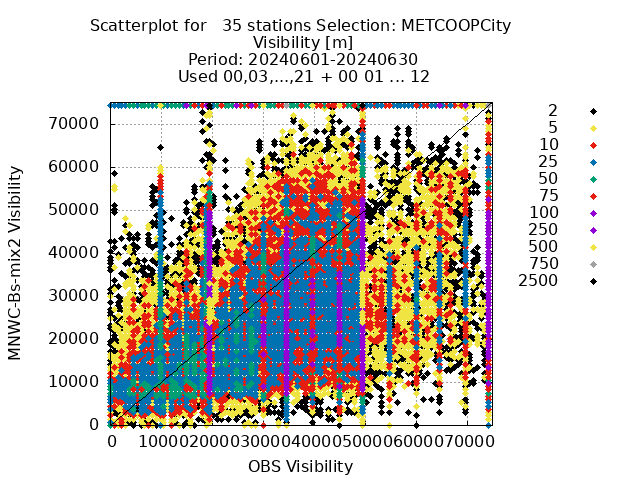 Scatterplot for   35 stations Selection: METCOOPCity
Visibility [m]
Period: 20240601-20240630
Used 00,03,...,21 + 00 01 ... 12
MNWC-Bs-mix2 Visibility
70000
60000
50000
40000
30000
20000
10000
0
0 10000 20000 30000 40000 50000 60000 70000
OBS Visibility
2
5
10
25
50
75
100
250
500
750
2500